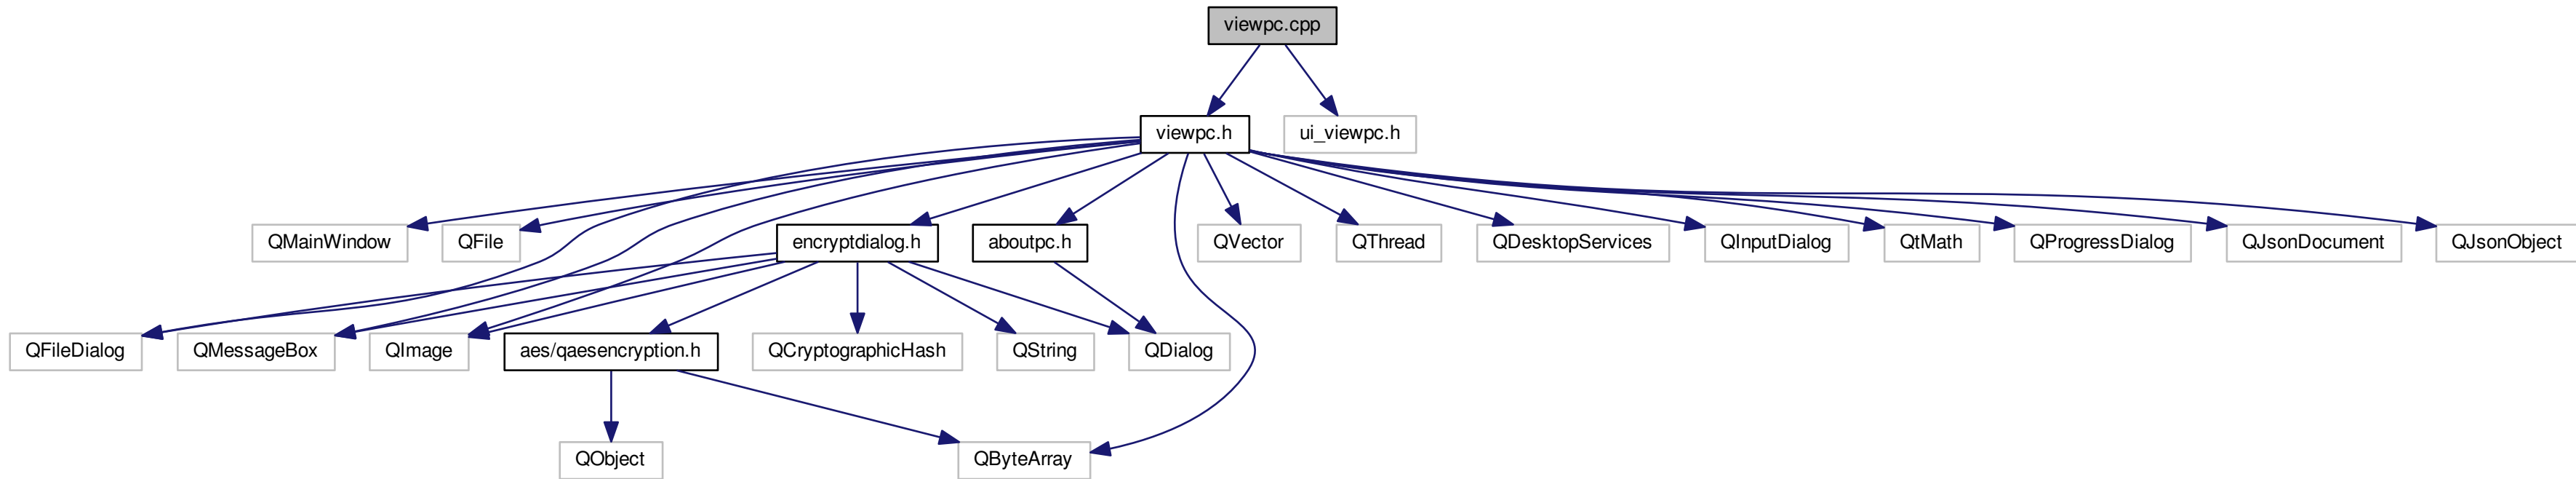 viewpc.cpp
viewpc.h
ui_viewpc.h
QMainWindow
QFile
encryptdialog.h
aboutpc.h
QVector
QThread
QDesktopServices
QInputDialog
QtMath
QProgressDialog
QJsonDocument
QJsonObject
QFileDialog
QMessageBox
QImage
aes/qaesencryption.h
QCryptographicHash
QString
QDialog
QObject
QByteArray